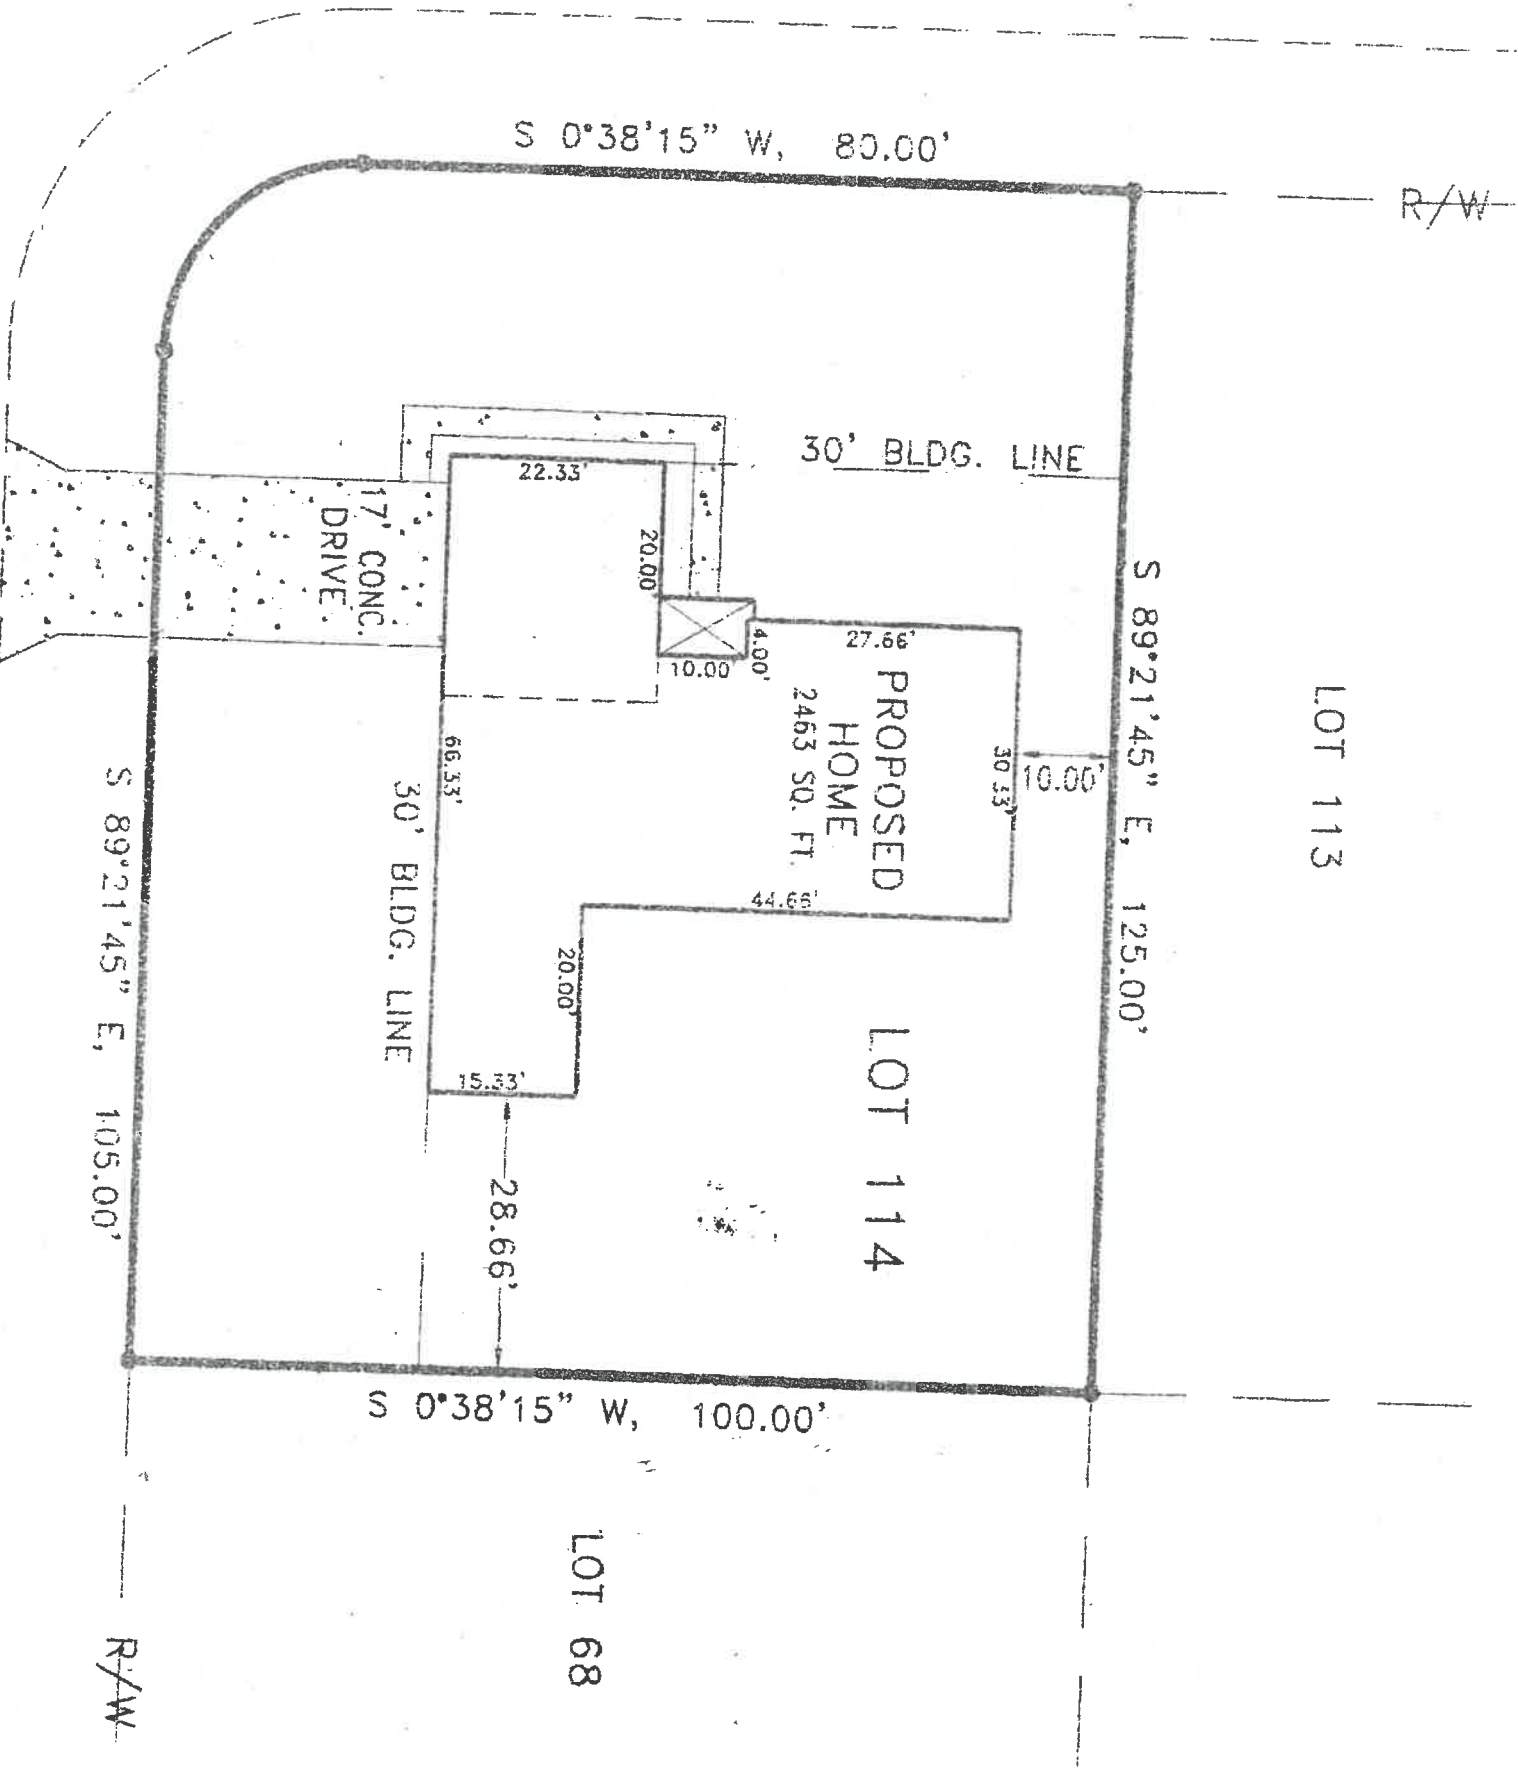 S 0°38'15" W, 80.00'
R/W
30' BLDG. LINE
22.33'
17' CONC.
DRIVE
20.00'
4.00'
10.00'
27.66'
PROPOSED
HOME
2463 SQ. FT.
30.33'
10.00'
S 89°21'45" E, 125.00'
LOT 113
66.33'
30' BLDG. LINE
44.66'
20.00'
15.33'
28.66'
LOT 114
S 89°21'45" E, 105.00'
S 0°38'15" W, 100.00'
LOT 68
R/W